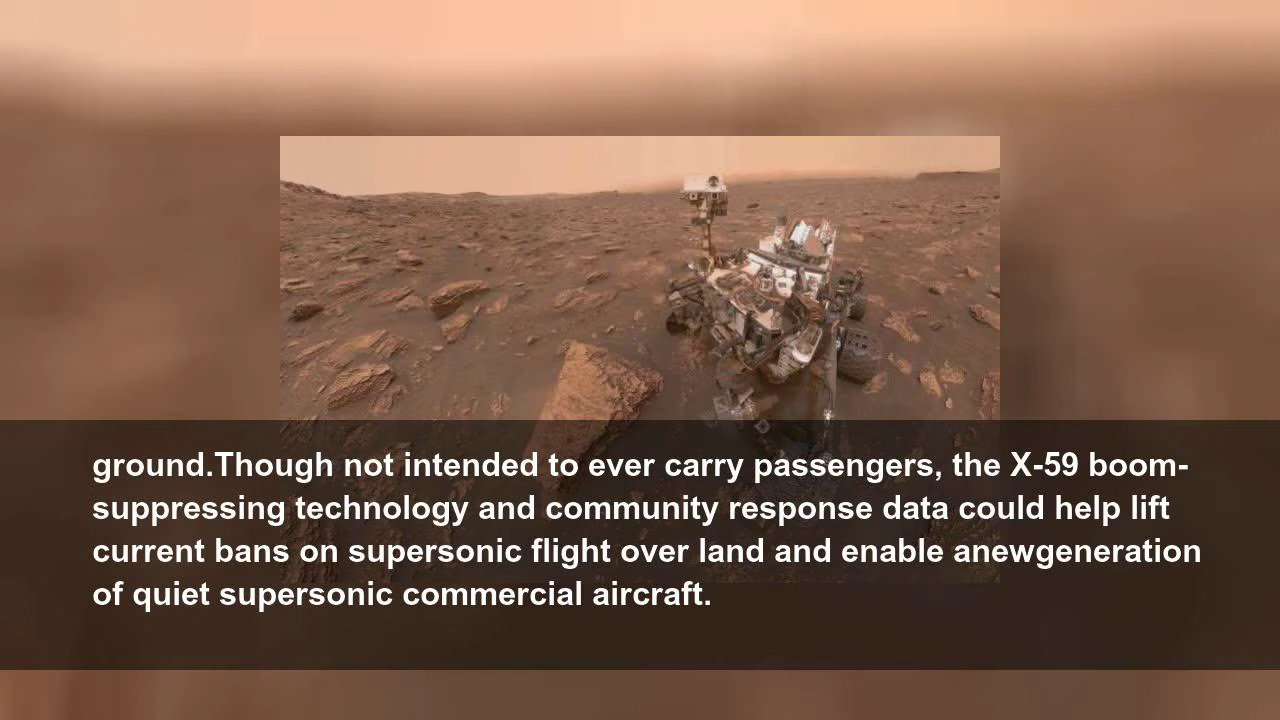 ground.Though not intended to ever carry passengers, the X-59 boom-
suppressing technology and community response data could help lift
current bans on supersonic flight over land and enable anewgeneration
of quiet supersonic commercial aircraft.